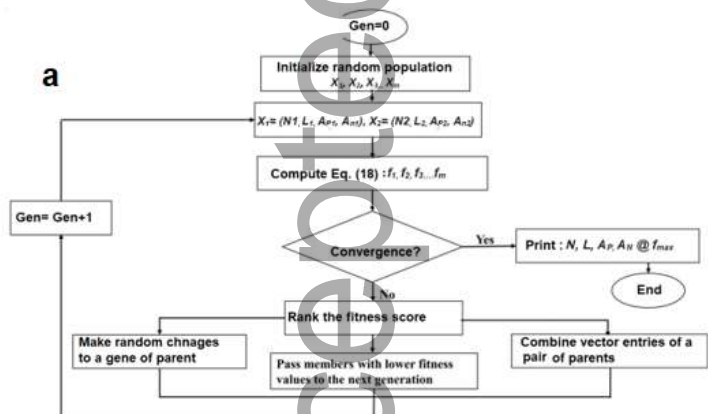 Gen=0
a
Initialize random population
X₁, X₂, X₃... Xₘ
X₁= (N1, L₁, Aₚ₁, Aₙ₁), X₂= (N2, L₂, Aₚ₂, Aₙ₂)
Compute Eq. (18) : f₁, f₂, f₃...fₘ
Gen= Gen+1
Convergence?
Yes
Print : N, L, Aₚ, A_N @ fₘₐₓ
End
No
Rank the fitness score
Make random chnages
to a gene of parent
Pass members with lower fitness
values to the next generation
Combine vector entries of a
pair of parents